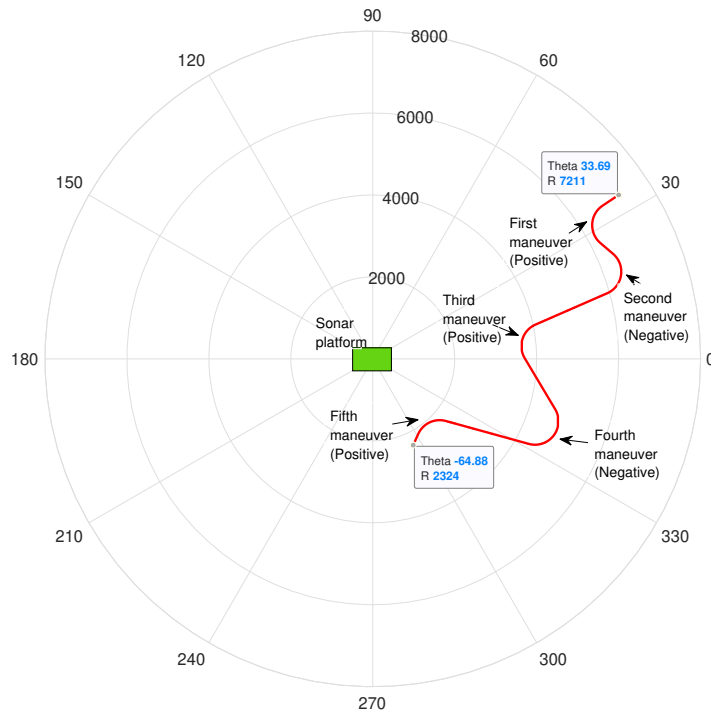 90
8000
120
60
6000
Theta 33.69
R 7211
150
30
4000
First
maneuver
(Positive)
2000
Third
maneuver
(Positive)
Second
maneuver
(Negative)
Sonar
platform
180
0
Fifth
maneuver
(Positive)
Fourth
maneuver
(Negative)
Theta -64.88
R 2324
210
330
240
300
270